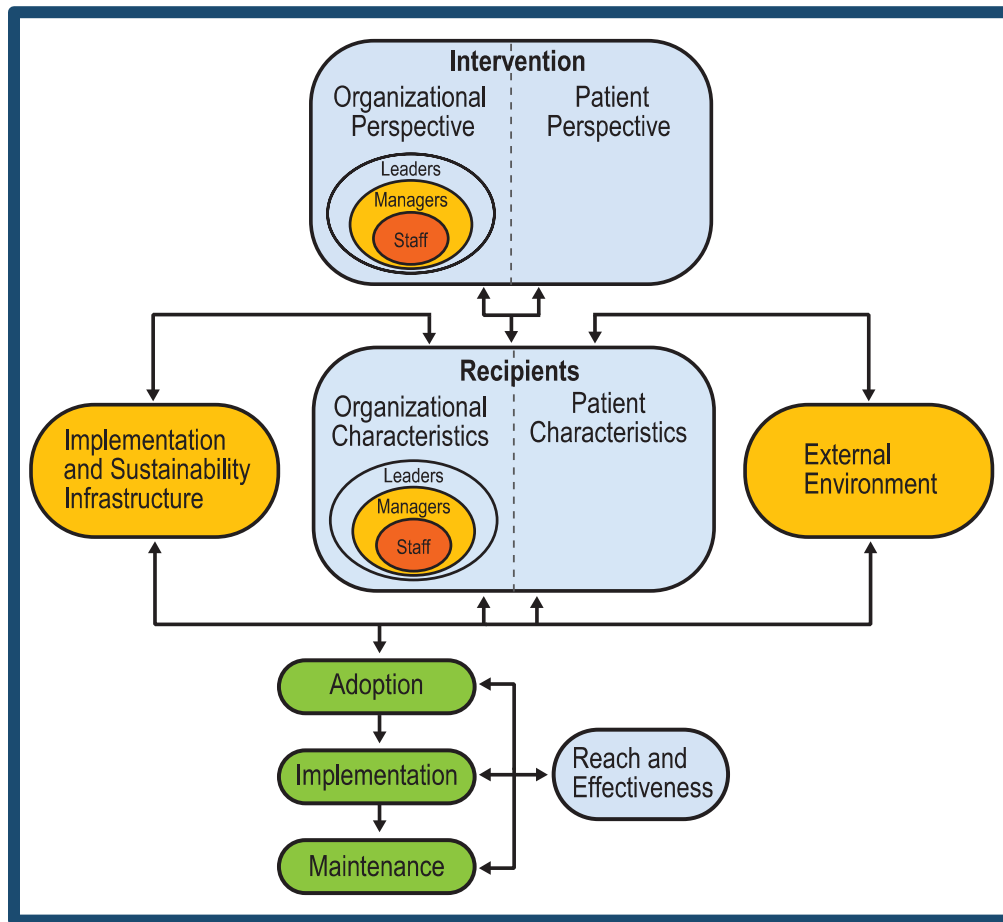 Intervention
Organizational
Perspective
Patient
Perspective
Leaders
Managers
Staff
Recipients
Organizational
Characteristics
Patient
Characteristics
Leaders
Managers
Staff
Implementation
and Sustainability
Infrastructure
External
Environment
Adoption
Implementation
Maintenance
Reach and
Effectiveness